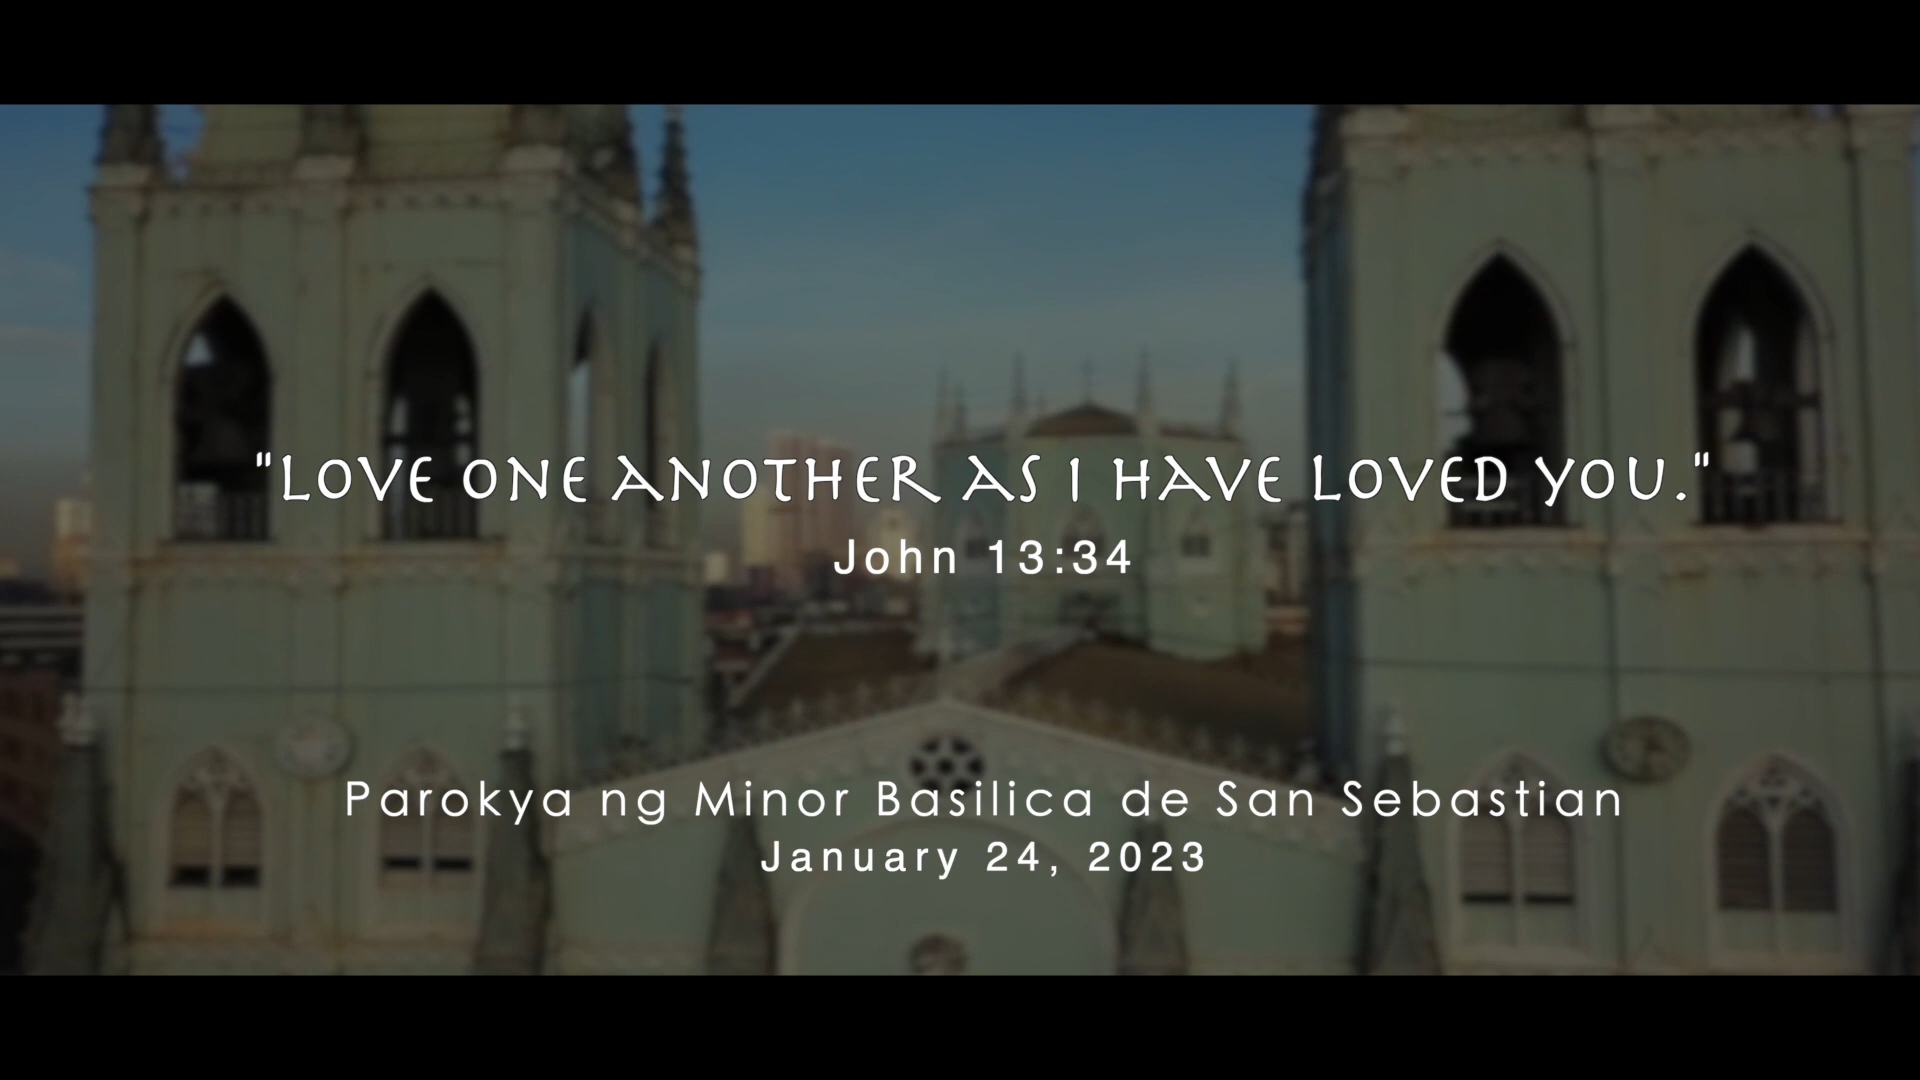 "LOVE ONE ANOTHER AS I HAVE LOVED YOU."
John 13:34
Parokya ng Minor Basilica de San Sebastian
January 24, 2023